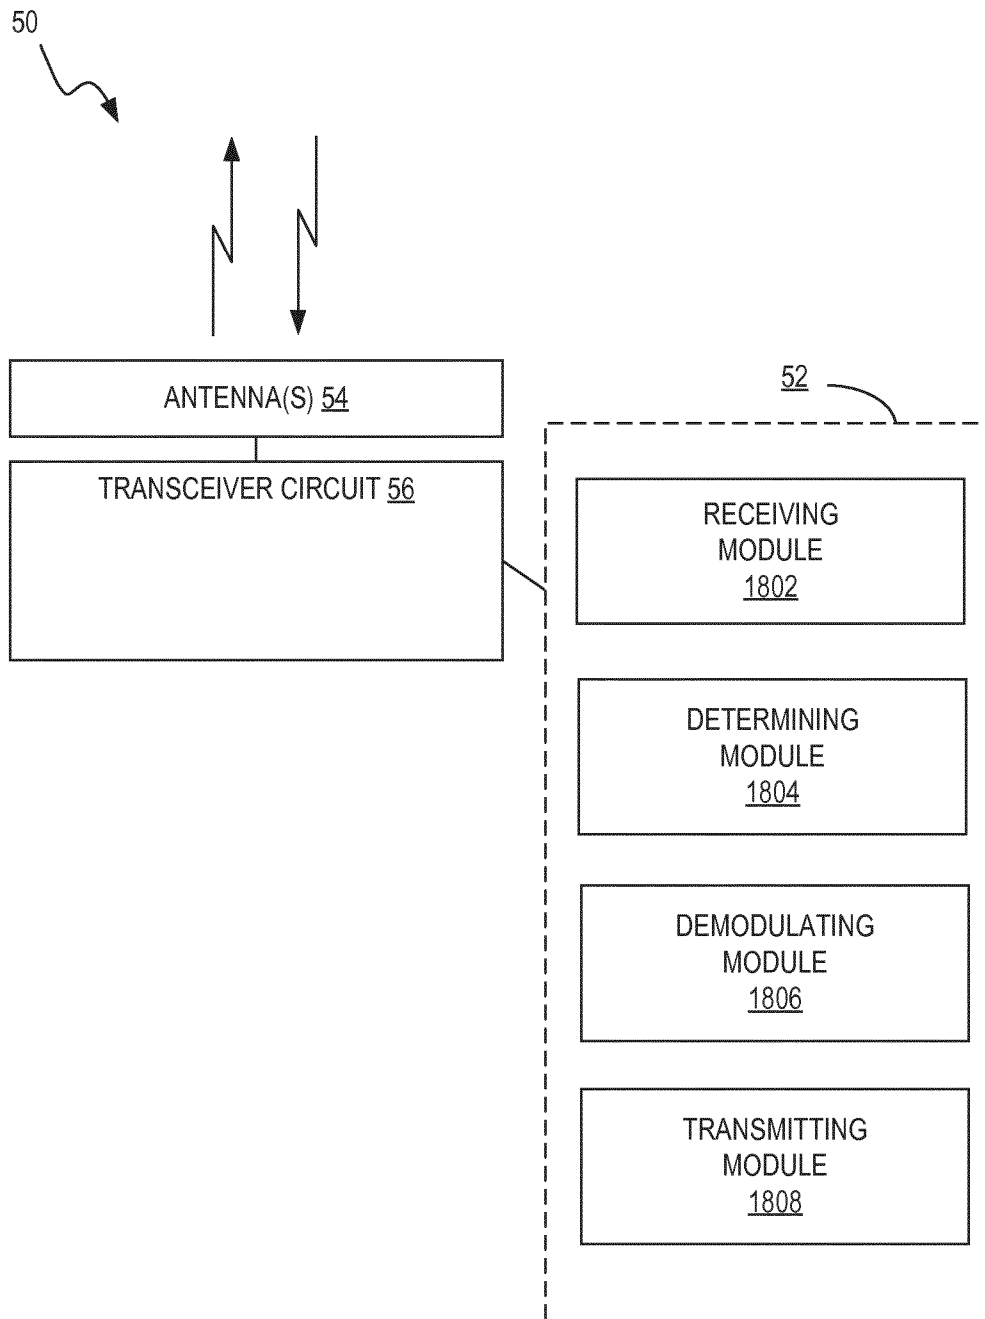 50
ANTENNA(S) 54
52
TRANSCEIVER CIRCUIT 56
RECEIVING
MODULE
1802
DETERMINING
MODULE
1804
DEMODULATING
MODULE
1806
TRANSMITTING
MODULE
1808